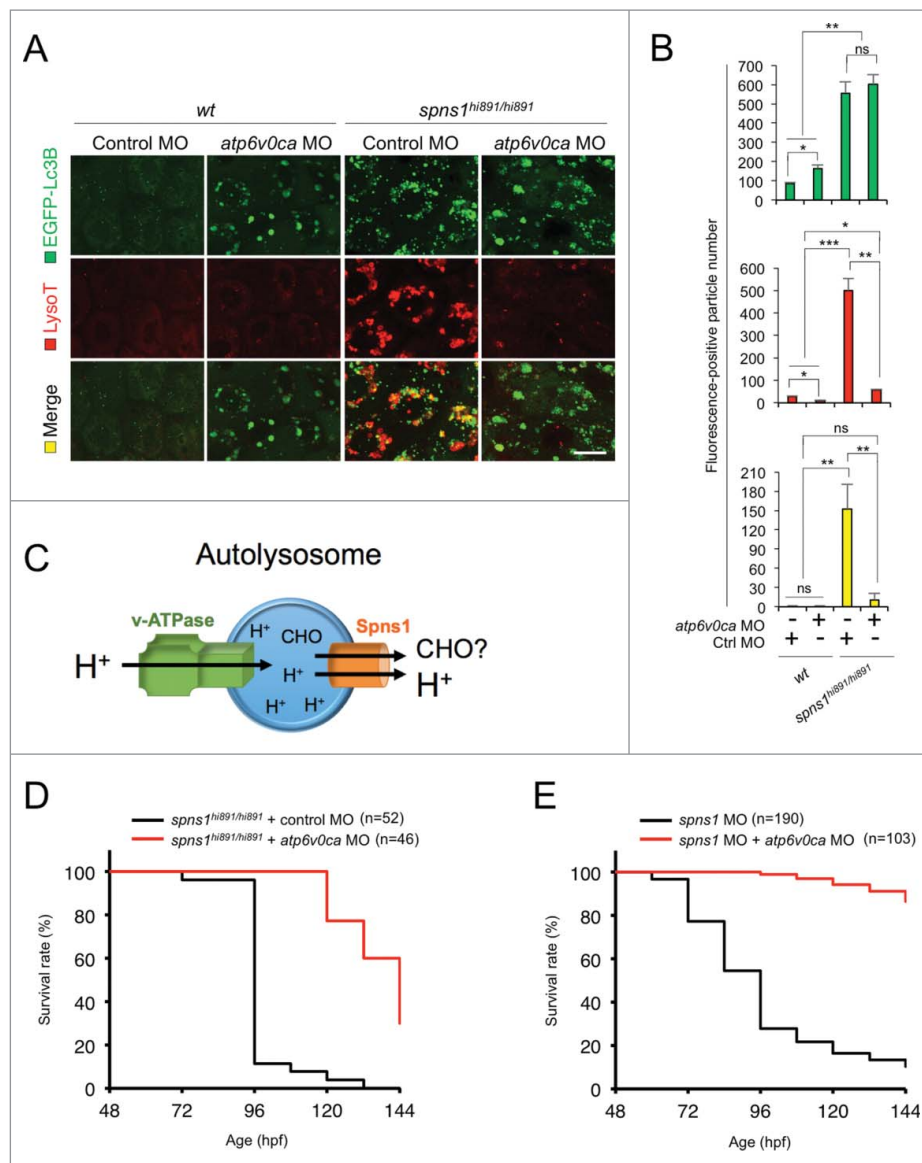 A
wt
spns1hi891/hi891
Control MO
atp6v0ca MO
Control MO
atp6v0ca MO
EGFP-Lc3B
LysoT
Merge
B
Fluorescence-positive particle number
**
ns
*
700
600
500
400
300
200
100
0
*
***
**
*
600
500
400
300
200
100
0
ns
**
**
ns
210
180
150
120
90
60
30
0
atp6v0ca MO - + - +
Ctrl MO + - + -
wt
spns1hi891/hi891
C
Autolysosome
v-ATPase
Spns1
H+
H+
CHO
H+
H+
H+
CHO?
H+
D
spns1hi891/hi891 + control MO (n=52)
spns1hi891/hi891 + atp6v0ca MO (n=46)
Survival rate (%)
100
80
60
40
20
0
48 72 96 120 144
Age (hpf)
E
spns1 MO (n=190)
spns1 MO + atp6v0ca MO (n=103)
Survival rate (%)
100
80
60
40
20
0
48 72 96 120 144
Age (hpf)